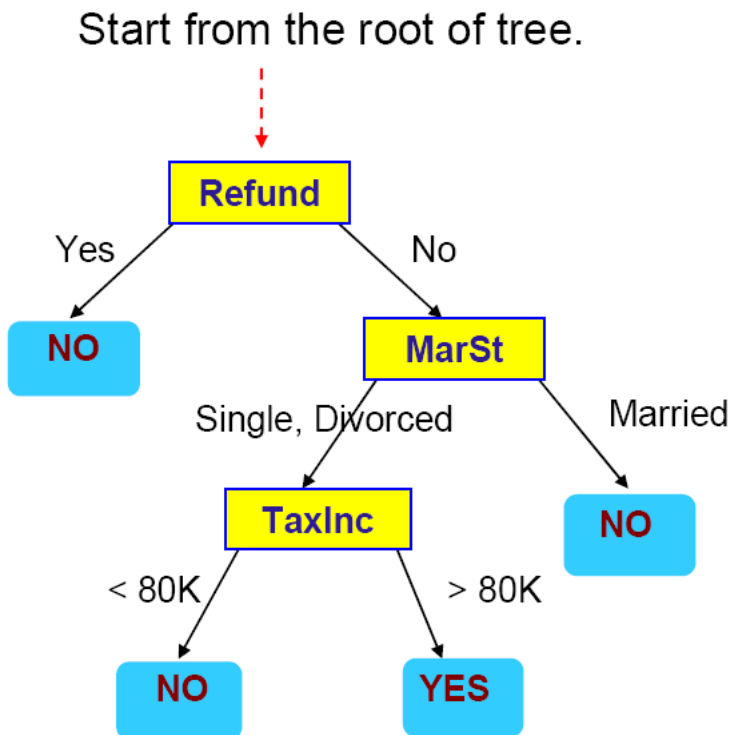 Start from the root of tree.
Refund
Yes
No
NO
MarSt
Single, Divorced
Married
TaxInc
NO
< 80K
> 80K
NO
YES